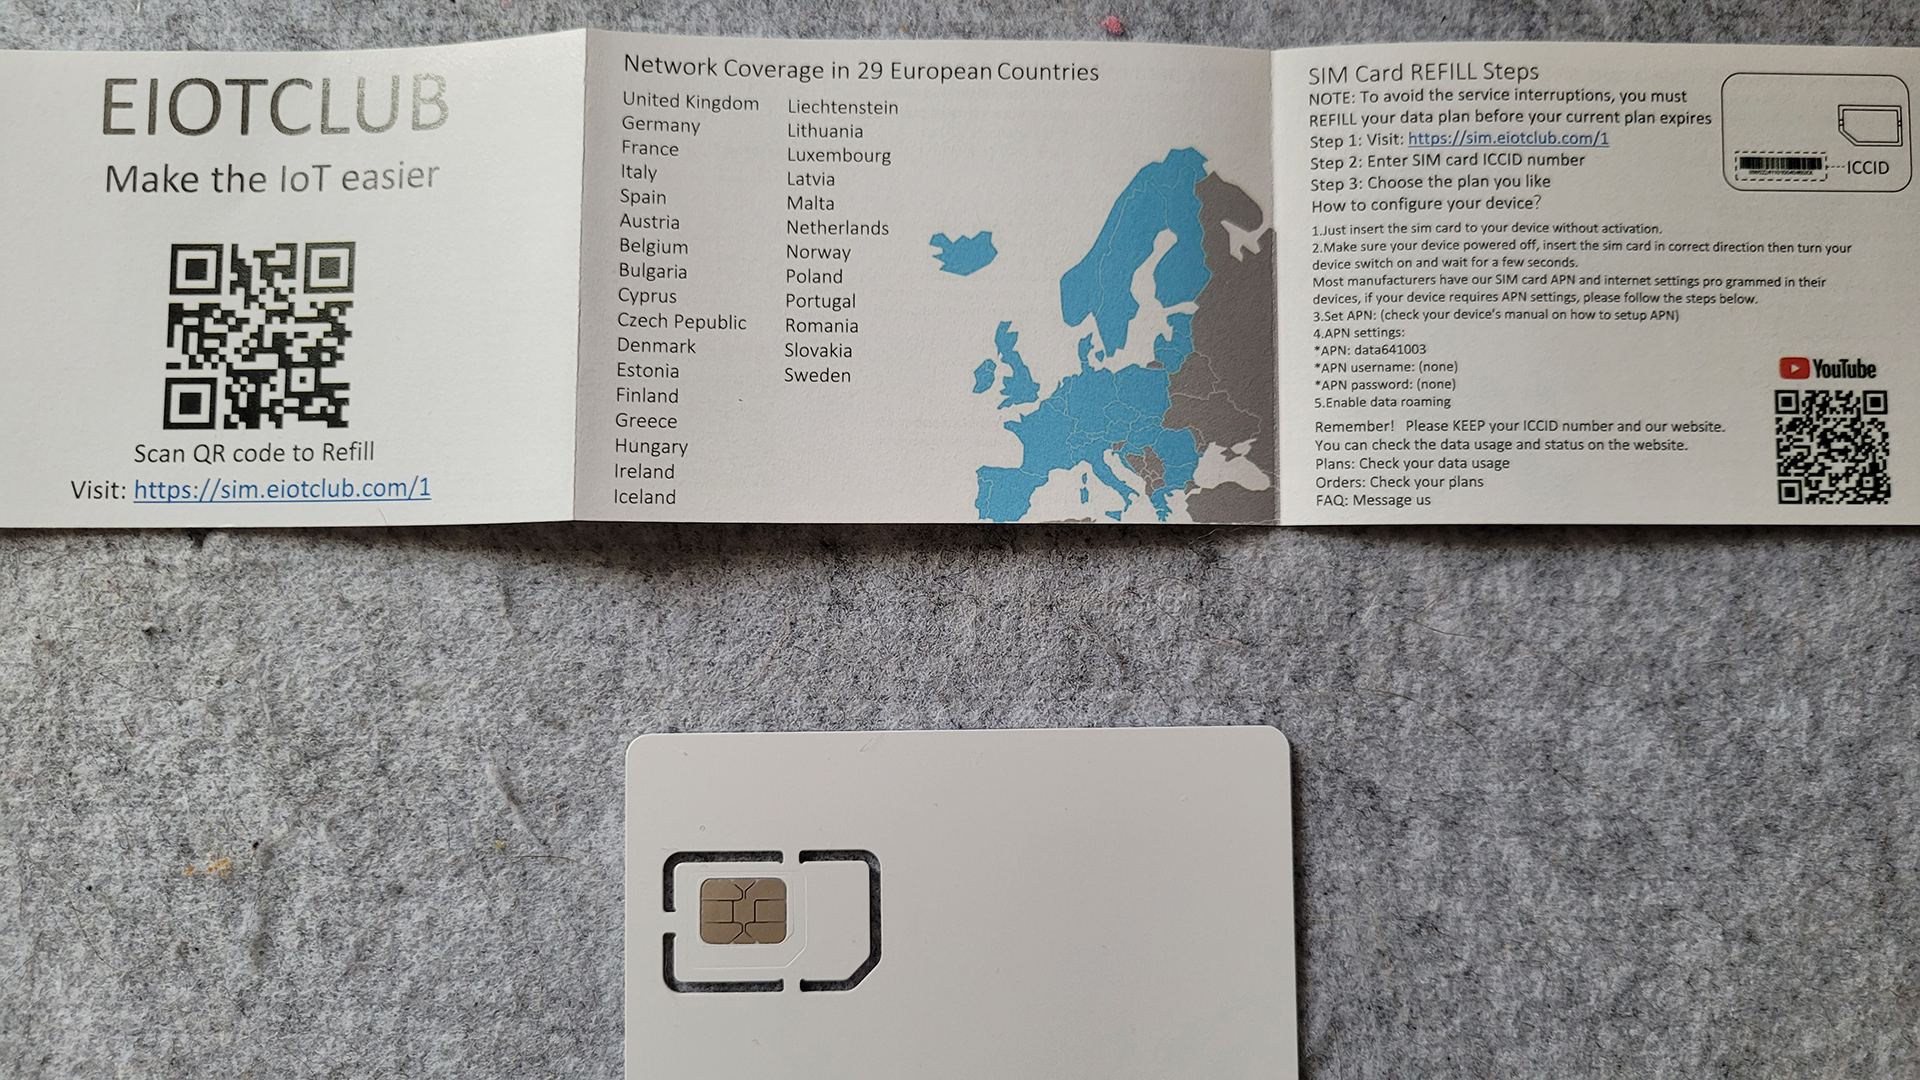 EIOTCLUB
Make the IoT easier
Scan QR code to Refill
Visit: https://sim.eiotclub.com/1
Network Coverage in 29 European Countries
United Kingdom
Germany
France
Italy
Spain
Austria
Belgium
Bulgaria
Cyprus
Czech Pepublic
Denmark
Estonia
Finland
Greece
Hungary
Ireland
Iceland
Liechtenstein
Lithuania
Luxembourg
Latvia
Malta
Netherlands
Norway
Poland
Portugal
Romania
Slovakia
Sweden
SIM Card REFILL Steps
NOTE: To avoid the service interruptions, you must
REFILL your data plan before your current plan expires
Step 1: Visit: https://sim.eiotclub.com/1
Step 2: Enter SIM card ICCID number
Step 3: Choose the plan you like
How to configure your device?
1.Just insert the sim card to your device without activation.
2.Make sure your device powered off, insert the sim card in correct direction then turn your
device switch on and wait for a few seconds.
Most manufacturers have our SIM card APN and internet settings pro grammed in their
devices, if your device requires APN settings, please follow the steps below.
3.Set APN: (check your device's manual on how to setup APN)
4.APN settings:
*APN: data641003
*APN username: (none)
*APN password: (none)
5.Enable data roaming
Remember! Please KEEP your ICCID number and our website.
You can check the data usage and status on the website.
Plans: Check your data usage
Orders: Check your plans
FAQ: Message us
ICCID
YouTube